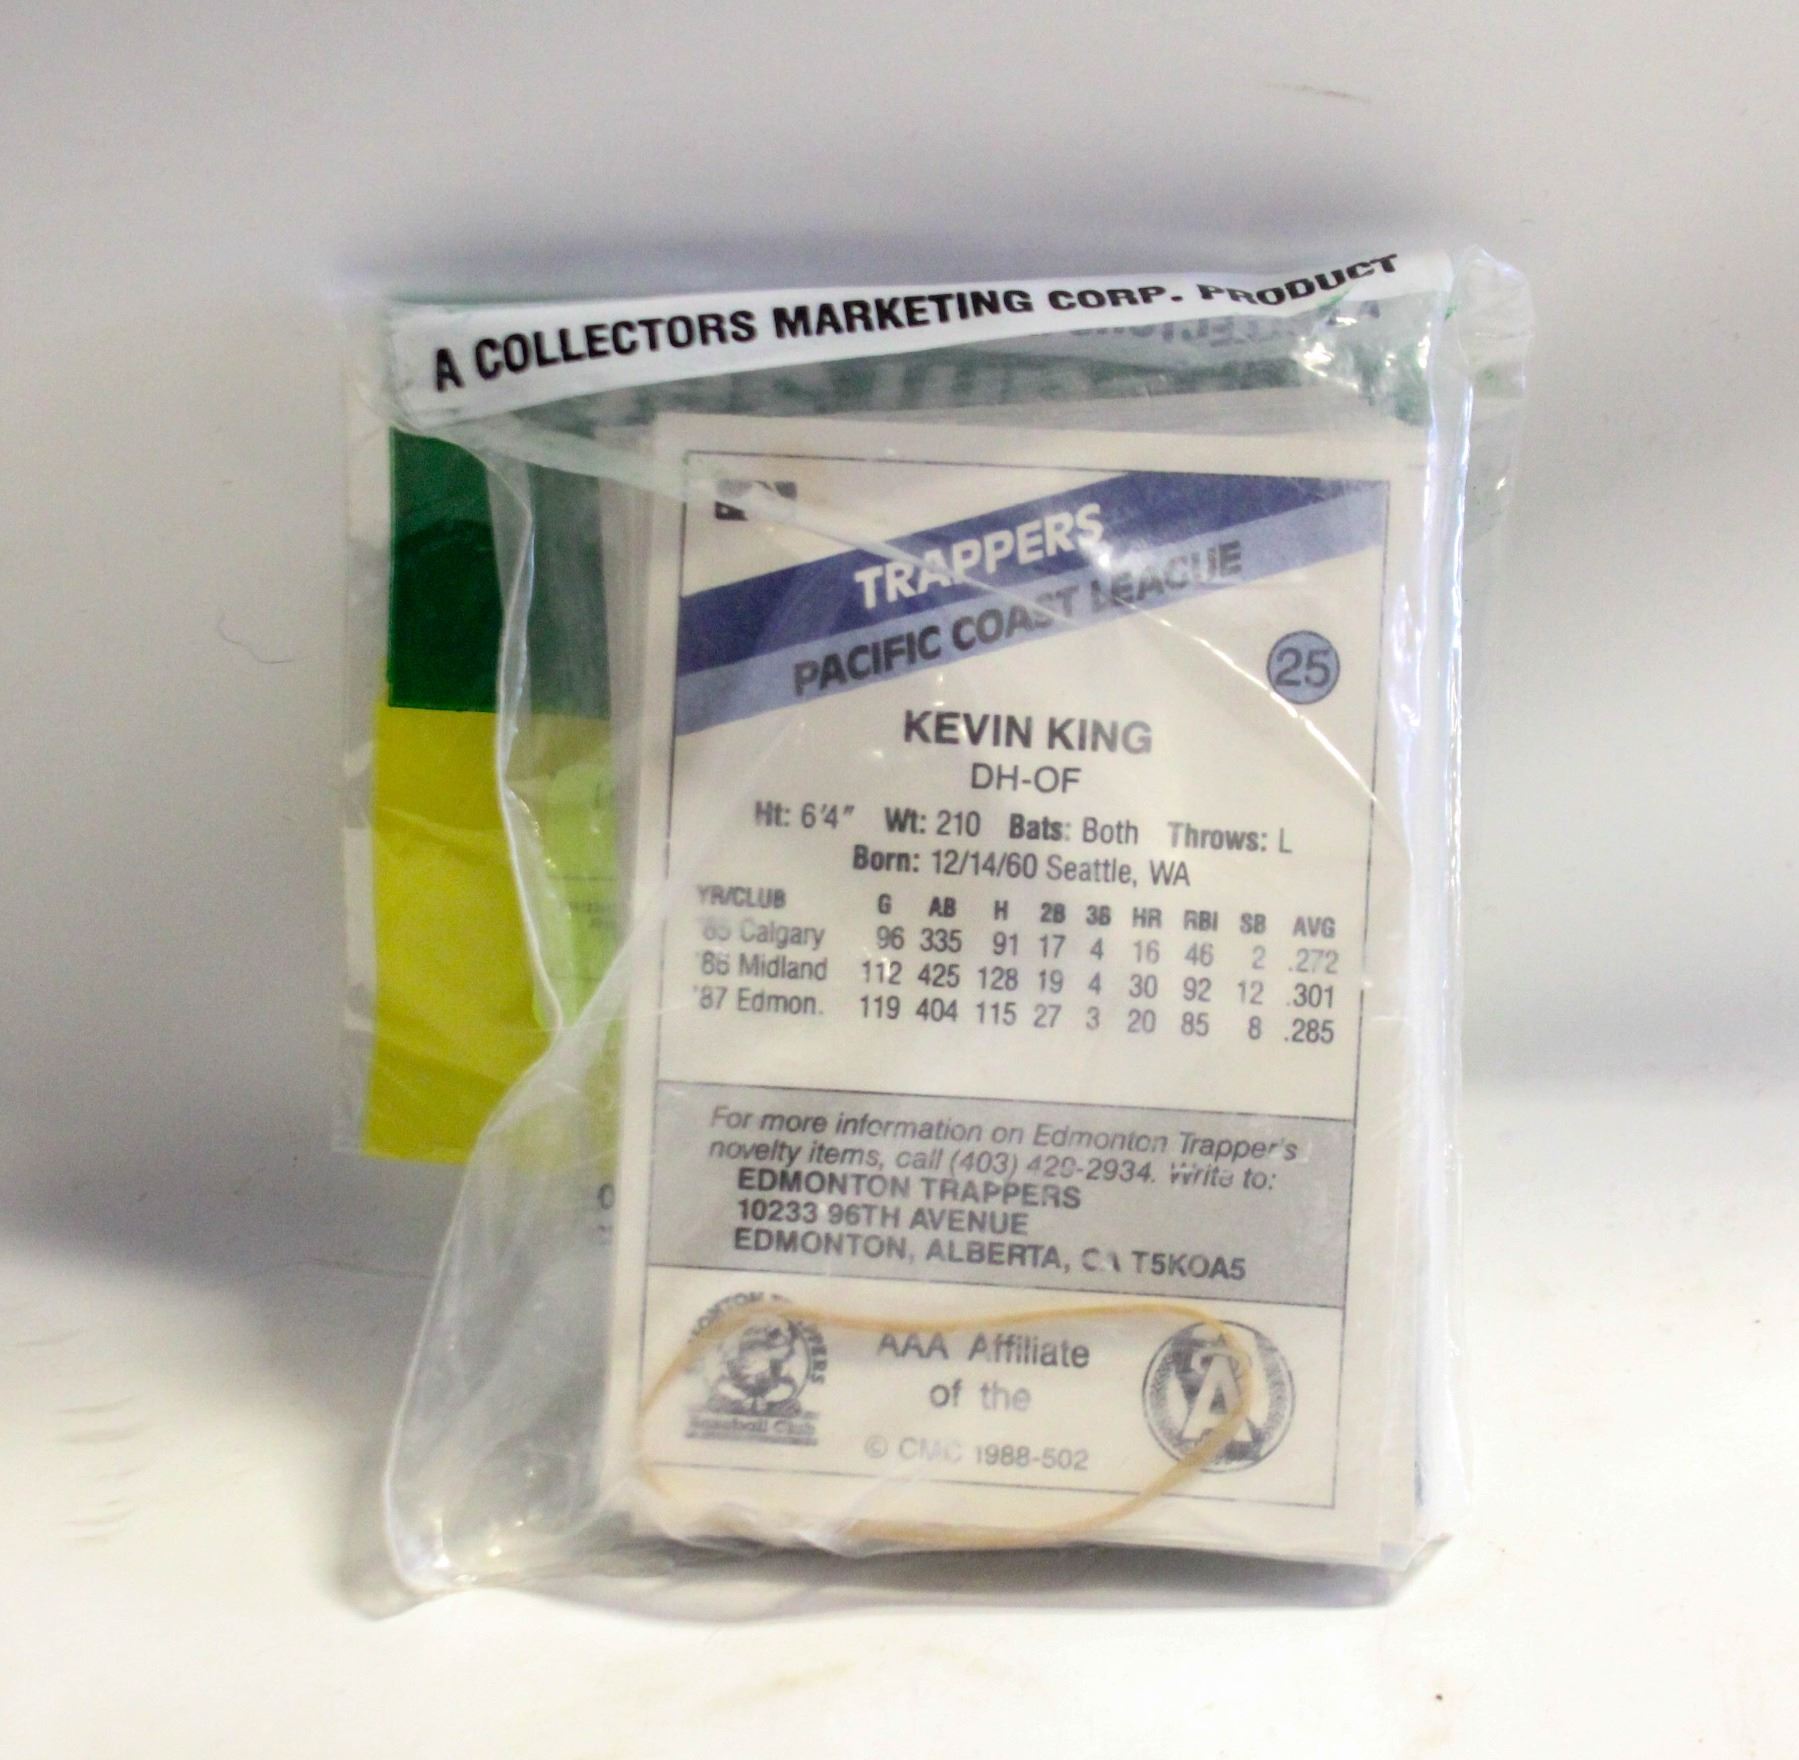 A COLLECTORS MARKETING CORP. PRODUCT
TRAPPERS
PACIFIC COAST LEAGUE
25
KEVIN KING
DH-OF
Ht: 6'4" Wt: 210 Bats: Both Throws: L
Born: 12/14/60 Seattle, WA
YR/CLUB G AB H 2B 3B HR RBI SB AVG
'85 Calgary 96 335 91 17 4 16 46 2 .272
'86 Midland 112 425 128 19 4 30 92 12 .301
'87 Edmon. 119 404 115 27 3 20 85 8 .285
For more information on Edmonton Trapper's
novelty items, call (403) 429-2934. Write to:
EDMONTON TRAPPERS
10233 96TH AVENUE
EDMONTON, ALBERTA, CA T5KOA5
Baseball Club
AAA Affiliate
of the
© CMC 1988-502